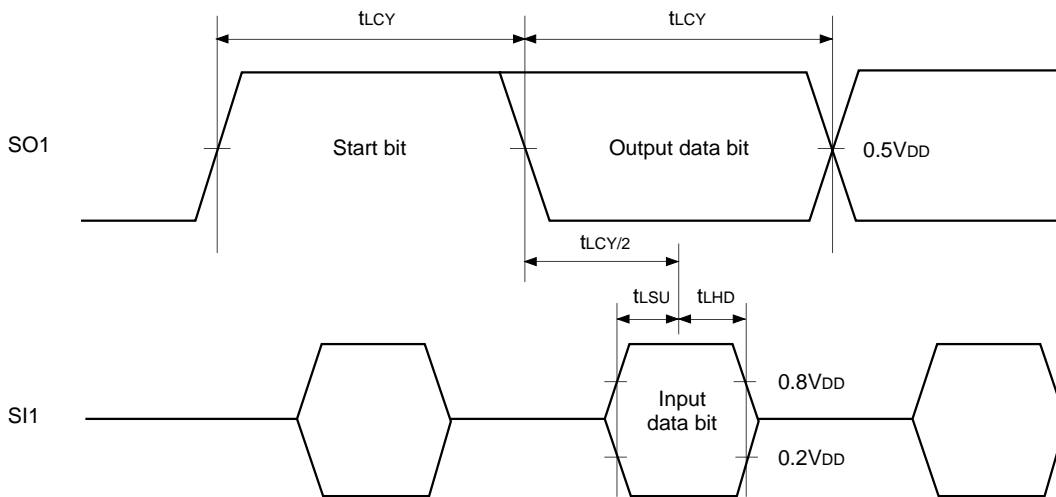 tLCY
tLCY
SO1
Start bit
Output data bit
0.5VDD
tLCY/2
tLSU
tLHD
SI1
Input
data bit
0.8VDD
0.2VDD